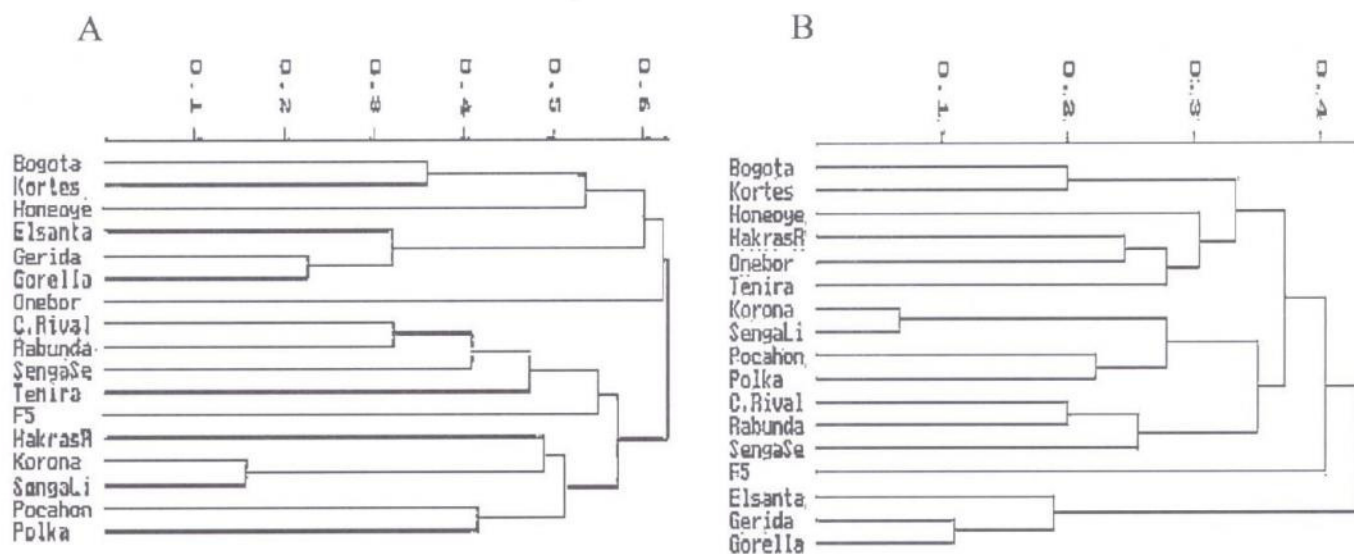 A
0.1 0.2 0.3 0.4 0.5 0.6
Bogota
Kortes
Honeoye
Elsanta
Gerida
Gorella
Onebor
C.Rival
Rabunda
SengaSe
Tenira
F5
HakrasR
Korona
SengaLi
Pocahon
Polka
B
0.1 0.2 0.3 0.4
Bogota
Kortes
Honeoye
HakrasR
Onebor
Tenira
Korona
SengaLi
Pocahon
Polka
C.Rival
Rabunda
SengaSe
F5
Elsanta
Gerida
Gorella